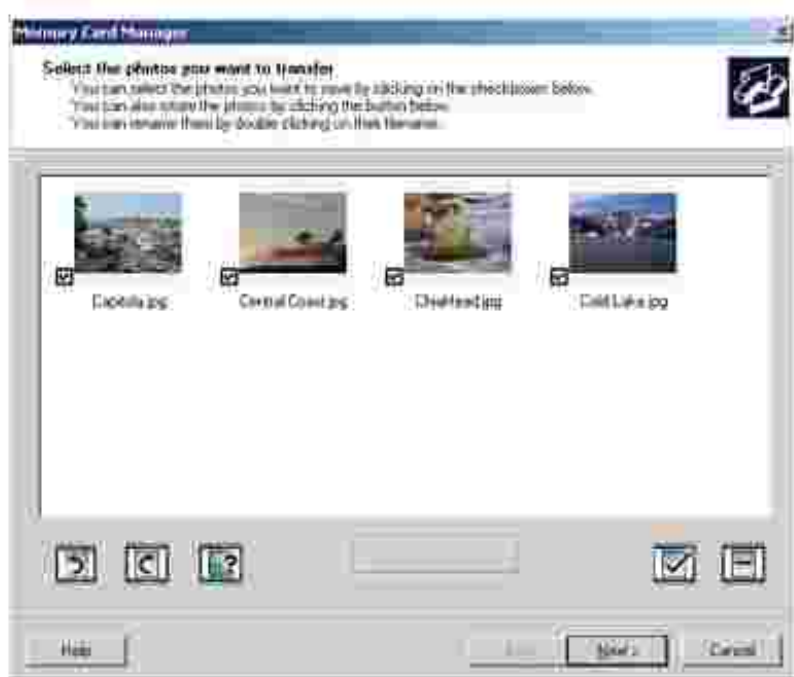 Memory Card Manager
Select the photos you want to transfer
You can select the photos you want to save by clicking on the checkboxes below.
You can also rotate the photos by clicking the button below.
You can rename them by double clicking on their filename.
Capitola.jpg
Central Coast.jpg
Cold Lake.jpg
?
Help
Next >
Cancel